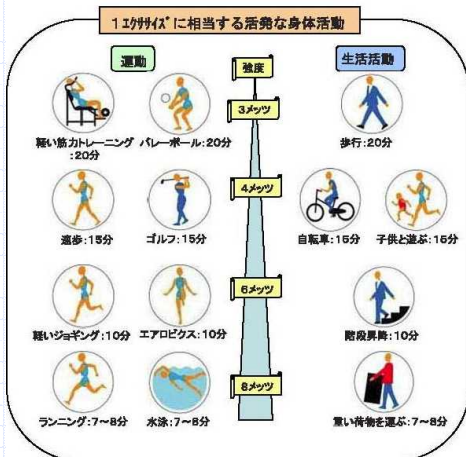 1エクササイズに相当する活発な身体活動
運動
強度
生活活動
3メッツ
軽い筋力トレーニング
:20分
バレーボール:20分
歩行:20分
4メッツ
速歩:15分
ゴルフ:15分
自転車:15分
子供と遊ぶ:15分
6メッツ
軽いジョギング:10分
エアロビクス:10分
階段昇降:10分
8メッツ
ランニング:7~8分
水泳:7~8分
重い荷物を運ぶ:7~8分